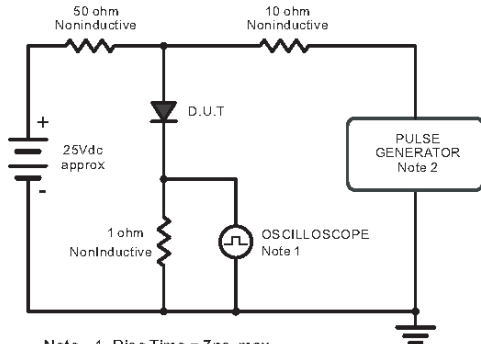 50 ohm
Noninductive
10 ohm
Noninductive
D.U.T
+
25Vdc
approx
-
PULSE
GENERATOR
Note 2
1 ohm
NonInductive
OSCILLOSCOPE
Note 1